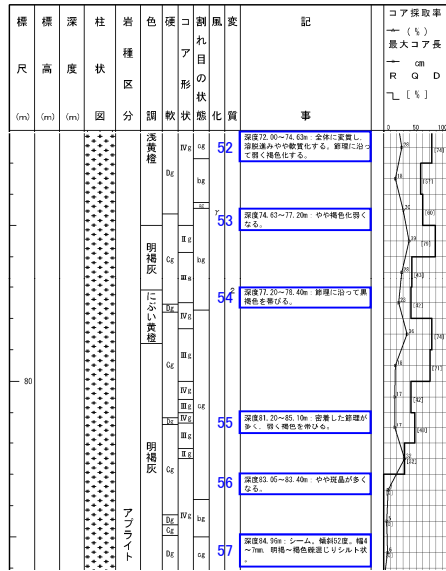 標尺(m)
標高(m)
深度(m)
柱状図
岩種区分
色調
硬軟
コア形状
割れ目の状態
風化
変質
記事
コア採取率
(%)
最大コア長
cm
R Q D
[%]
0 50 100
浅黄橙
明褐灰
にぶい黄橙
明褐灰
アプライト
80
Dg
Cg
Dg
Cg
Dg
Cg
Dg
Cg
Dg
Ⅳg
Ⅱg
Ⅲg
Ⅳg
Ⅲg
Ⅳg
Ⅲg
Ⅳg
Ⅲg
Ⅱg
Ⅳg
cg
bg
bg
cg
bg
cg
γ
2
52
深度72.00～74.63m：全体に変質し、
溶脱進みやや軟質化する。節理に沿っ
て弱く褐色化する。
53
深度74.63～77.20m：やや褐色化弱く
なる。
54
深度77.20～78.40m：節理に沿って黒
褐色を帯びる。
55
深度81.20～85.10m：密着した節理が
多く、弱く褐色を帯びる。
56
深度83.05～83.40m：やや斑晶が多く
なる。
57
深度84.96m：シーム。傾斜52度。幅4
～7mm。明褐～褐色礫混じりシルト状
。